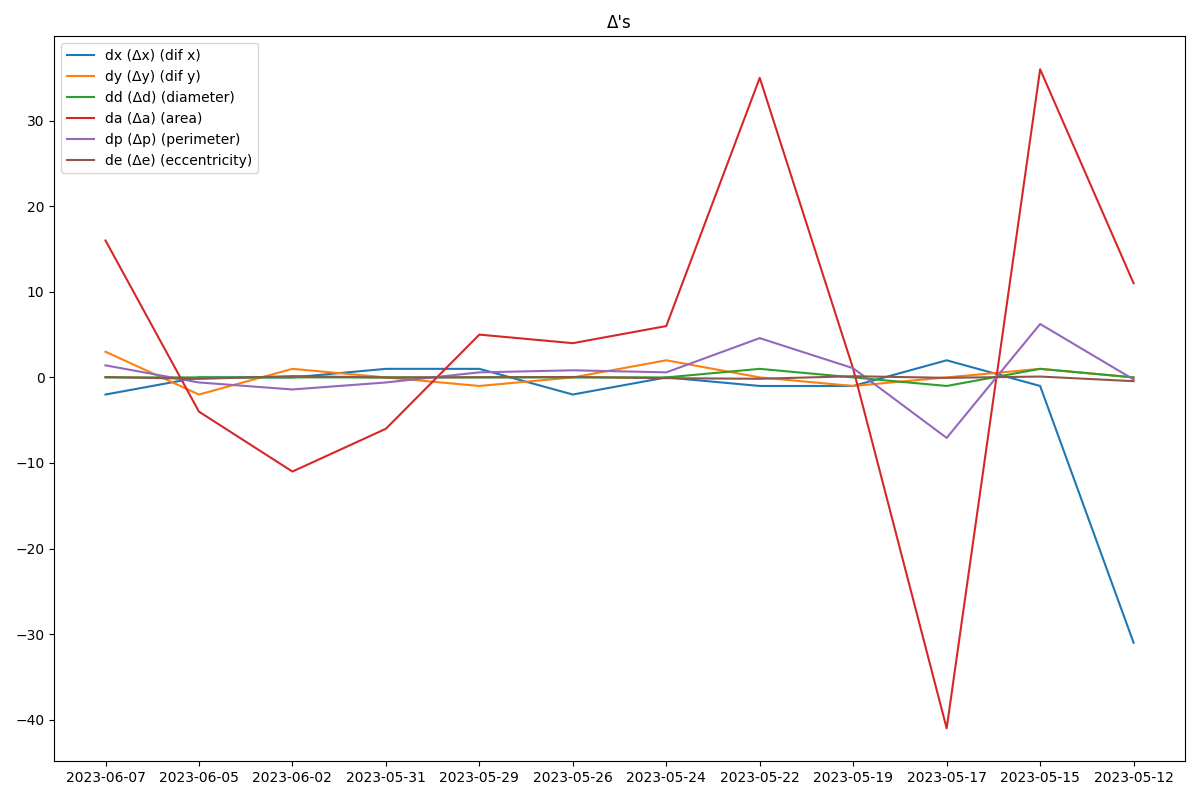 Δ's
dx (Δx) (dif x)
dy (Δy) (dif y)
dd (Δd) (diameter)
da (Δa) (area)
dp (Δp) (perimeter)
de (Δe) (eccentricity)
30
20
10
0
−10
−20
−30
−40
2023-06-07 2023-06-05 2023-06-02 2023-05-31 2023-05-29 2023-05-26 2023-05-24 2023-05-22 2023-05-19 2023-05-17 2023-05-15 2023-05-12